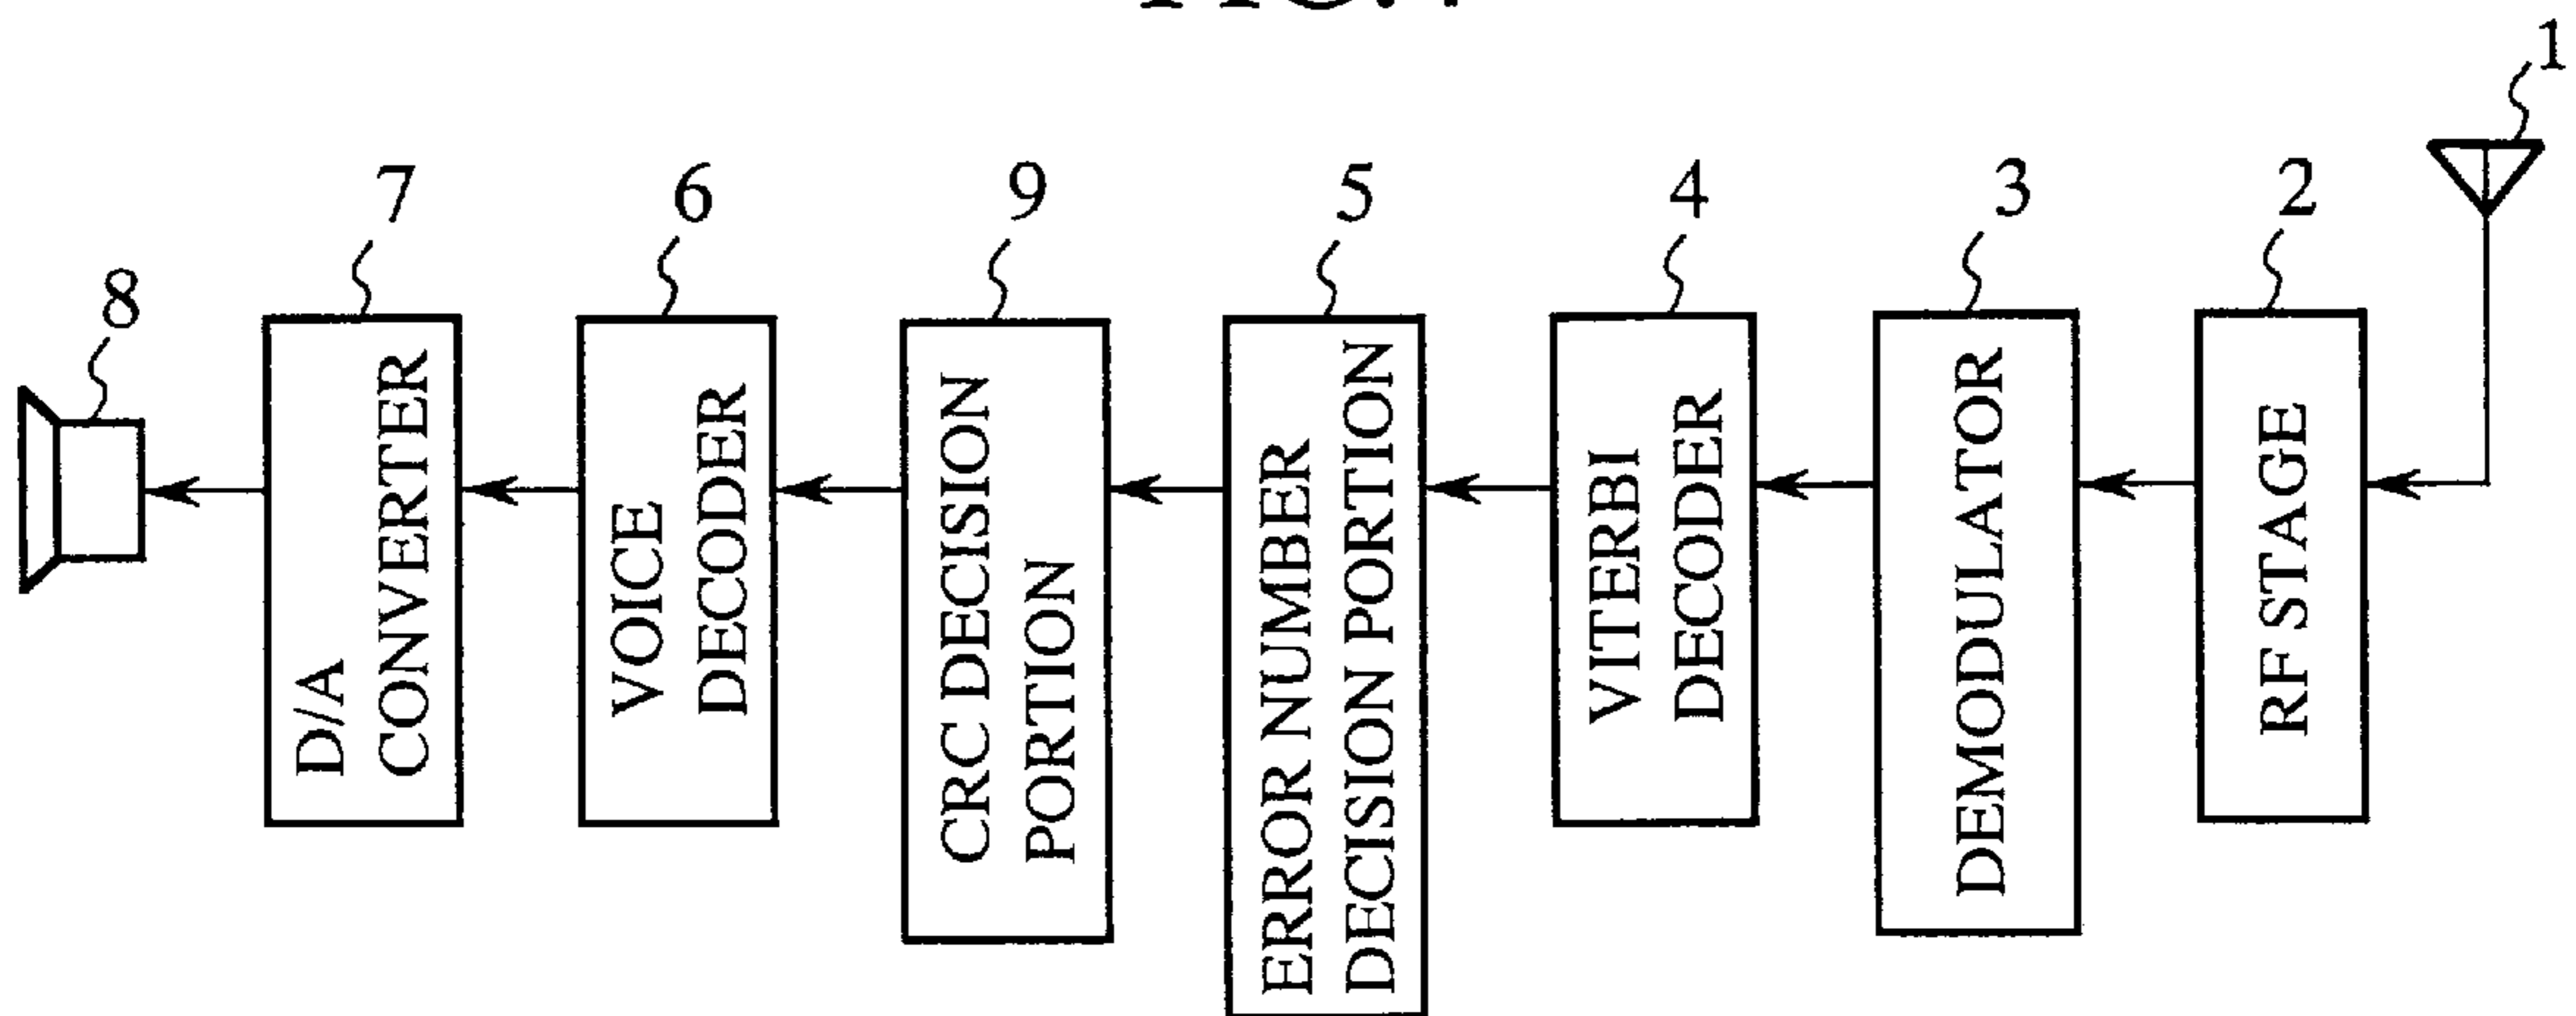 1
7
6
9
5
4
3
2
8
D/A
CONVERTER
VOICE
DECODER
CRC DECISION
PORTION
ERROR NUMBER
DECISION PORTION
VITERBI
DECODER
DEMODULATOR
RF STAGE